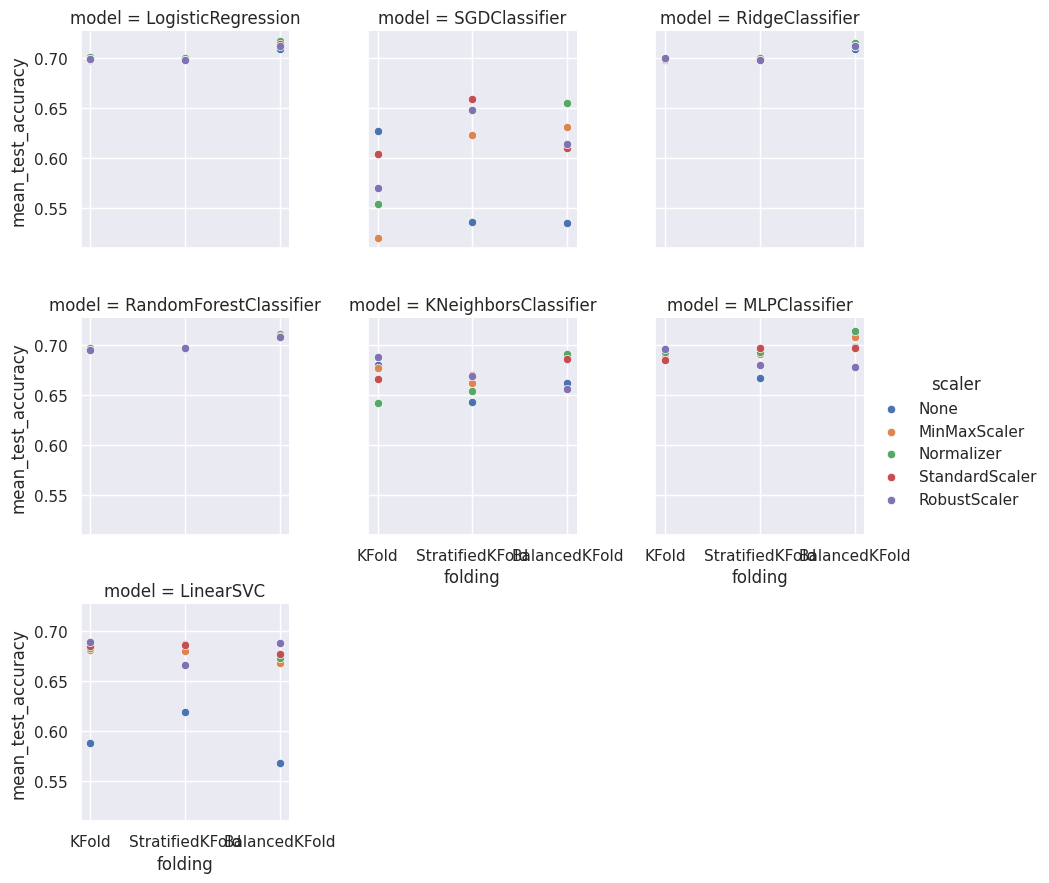 model = LogisticRegression
model = SGDClassifier
model = RidgeClassifier
mean_test_accuracy
0.70
0.65
0.60
0.55
model = RandomForestClassifier
model = KNeighborsClassifier
model = MLPClassifier
mean_test_accuracy
0.70
0.65
0.60
0.55
KFold
StratifiedKFold
BalancedKFold
folding
KFold
StratifiedKFold
BalancedKFold
folding
scaler
None
MinMaxScaler
Normalizer
StandardScaler
RobustScaler
model = LinearSVC
mean_test_accuracy
0.70
0.65
0.60
0.55
KFold
StratifiedKFold
BalancedKFold
folding